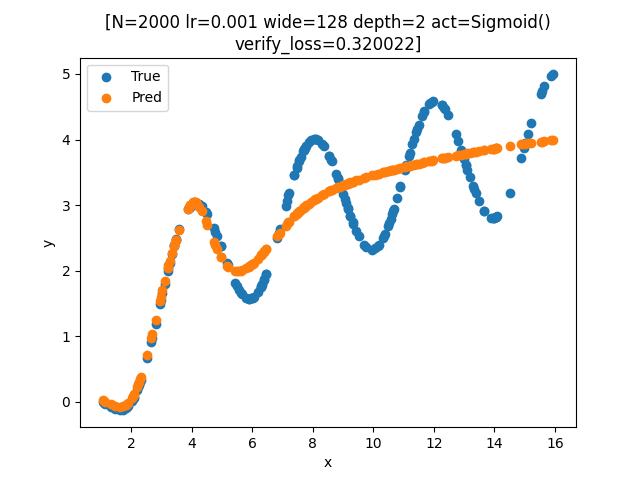 [N=2000 lr=0.001 wide=128 depth=2 act=Sigmoid()
verify_loss=0.320022]
True
Pred
y
5
4
3
2
1
0
2
4
6
8
10
12
14
16
x